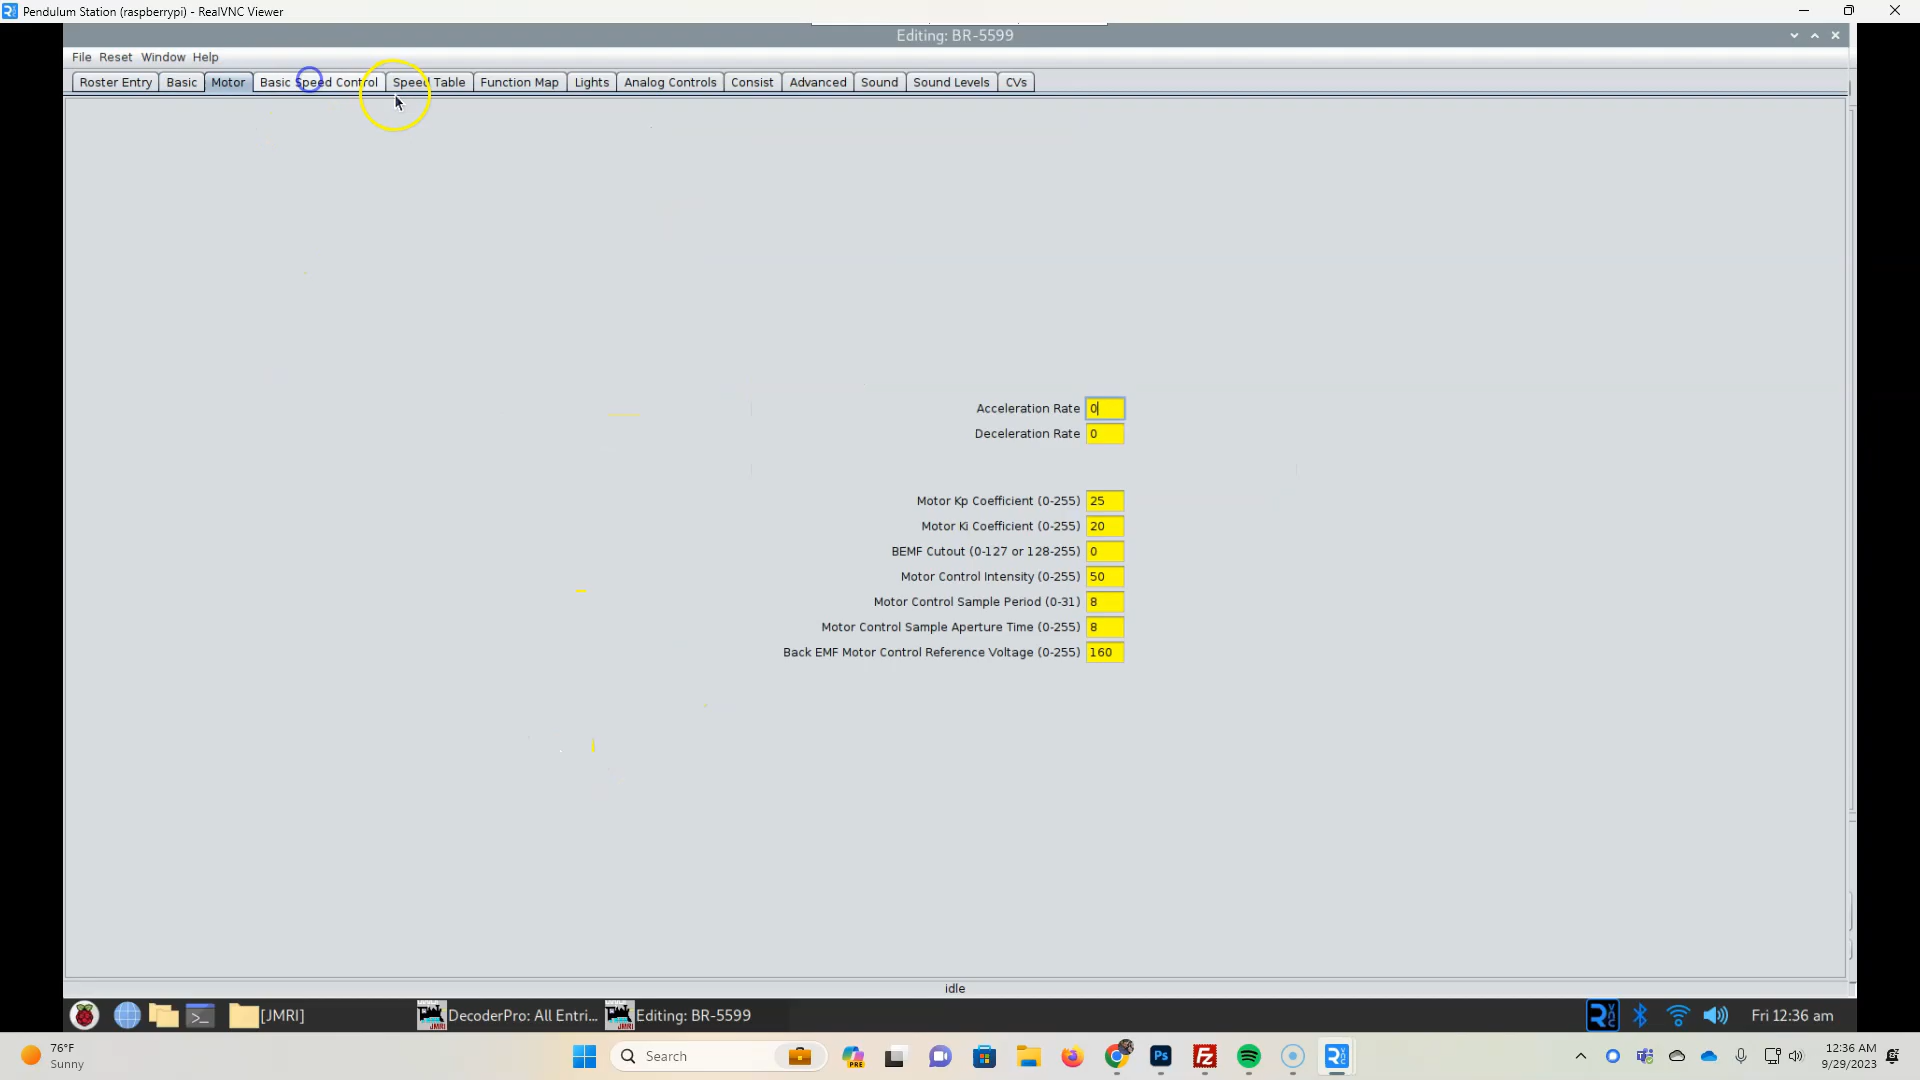 Pendulum Station (raspberrypi) - RealVNC Viewer
Editing: BR-5599
File Reset Window Help
Roster Entry Basic Motor Basic Speed Control Speed Table Function Map Lights Analog Controls Consist Advanced Sound Sound Levels CVs
Acceleration Rate 0
Deceleration Rate 0
Motor Kp Coefficient (0-255) 25
Motor Ki Coefficient (0-255) 20
BEMF Cutout (0-127 or 128-255) 0
Motor Control Intensity (0-255) 50
Motor Control Sample Period (0-31) 8
Motor Control Sample Aperture Time (0-255) 8
Back EMF Motor Control Reference Voltage (0-255) 160
idle
[JMRI] DecoderPro: All Entri... Editing: BR-5599 Fri 12:36 am
76°F
Sunny
Search
12:36 AM
9/29/2023